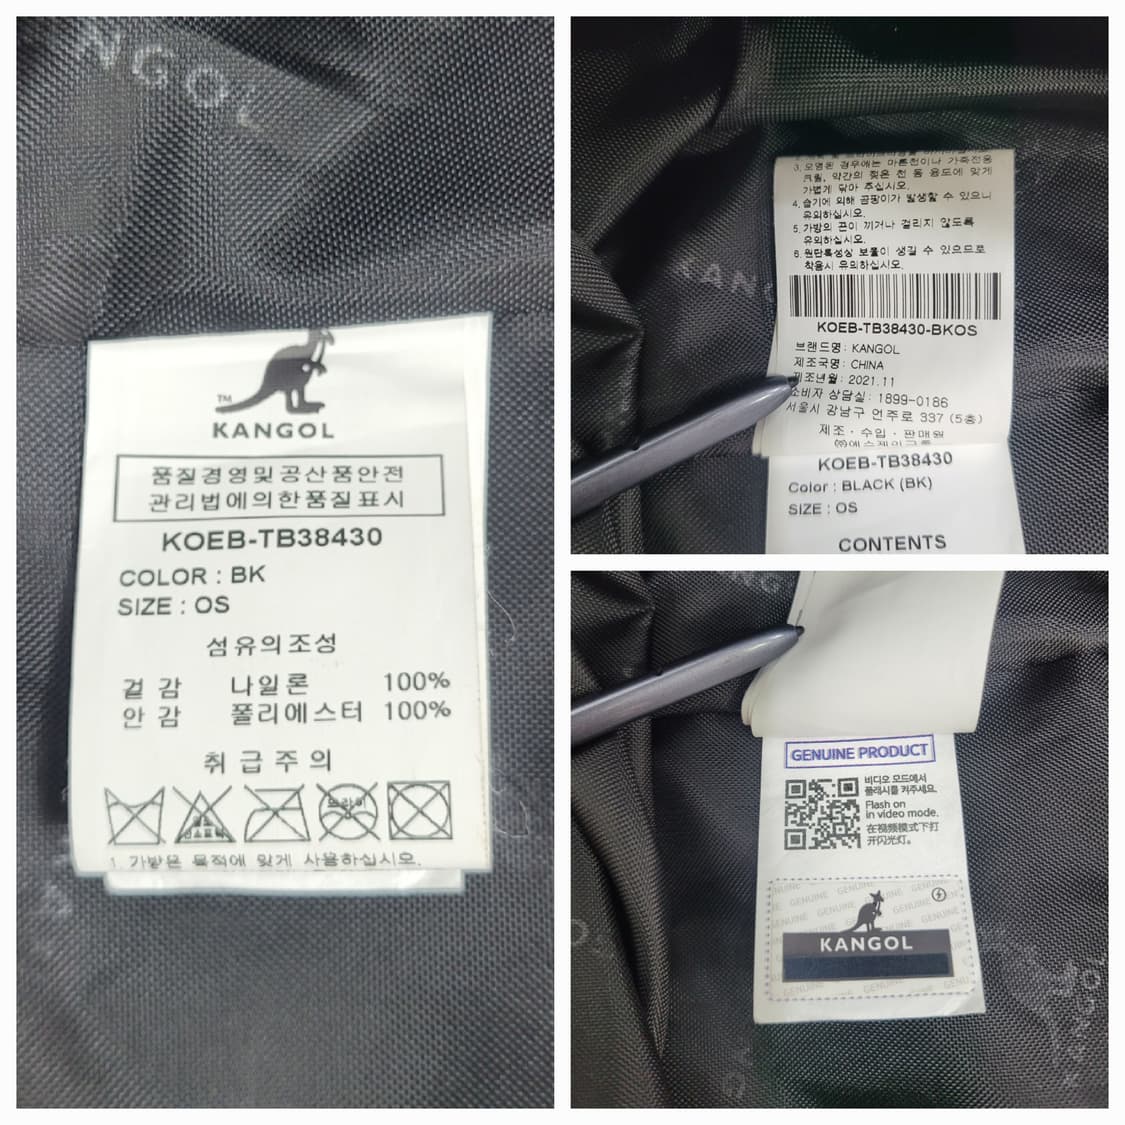 NGOL
KANGOL
품질경영및공산품안전
관리법에의한품질표시
KOEB-TB38430
COLOR : BK
SIZE : OS
섬유의조성
겉감 나일론 100%
안감 폴리에스터 100%
취급주의
드라이
1. 가방은 목적에 맞게 사용하십시오.
KANG
3. 오염된 경우에는 마른천이나 가죽전용
크림, 약간의 젖은 천 등 용도에 맞게
가볍게 닦아 주십시오.
4. 습기에 의해 곰팡이가 발생할 수 있으니
유의하십시오.
5. 가방의 끈이 끼거나 걸리지 않도록
유의하십시오.
6. 원단특성상 보풀이 생길 수 있으므로
착용시 유의하십시오.
KOEB-TB38430-BKOS
브랜드명: KANGOL
제조국명: CHINA
제조년월: 2021.11
소비자 상담실: 1899-0186
서울시 강남구 언주로 337 (5층)
제조 · 수입 · 판매원
KOEB-TB38430
Color : BLACK (BK)
SIZE : OS
CONTENTS
NG
GENUINE PRODUCT
비디오 모드에서
플래시를 켜주세요.
Flash on
in video mode.
在视频模式下打
开闪光灯。
GENUINE GENUINE GENUINE
KANGOL
KANGOL